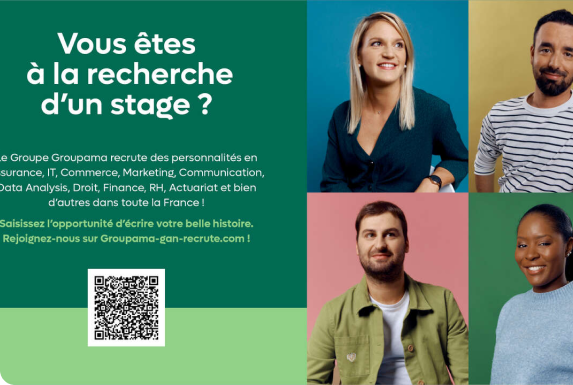 Vous êtes
à la recherche
d'un stage ?
Le Groupe Groupama recrute des personnalités en
Assurance, IT, Commerce, Marketing, Communication,
Data Analysis, Droit, Finance, RH, Actuariat et bien
d'autres dans toute la France !
Saisissez l'opportunité d'écrire votre belle histoire.
Rejoignez-nous sur Groupama-gan-recrute.com !